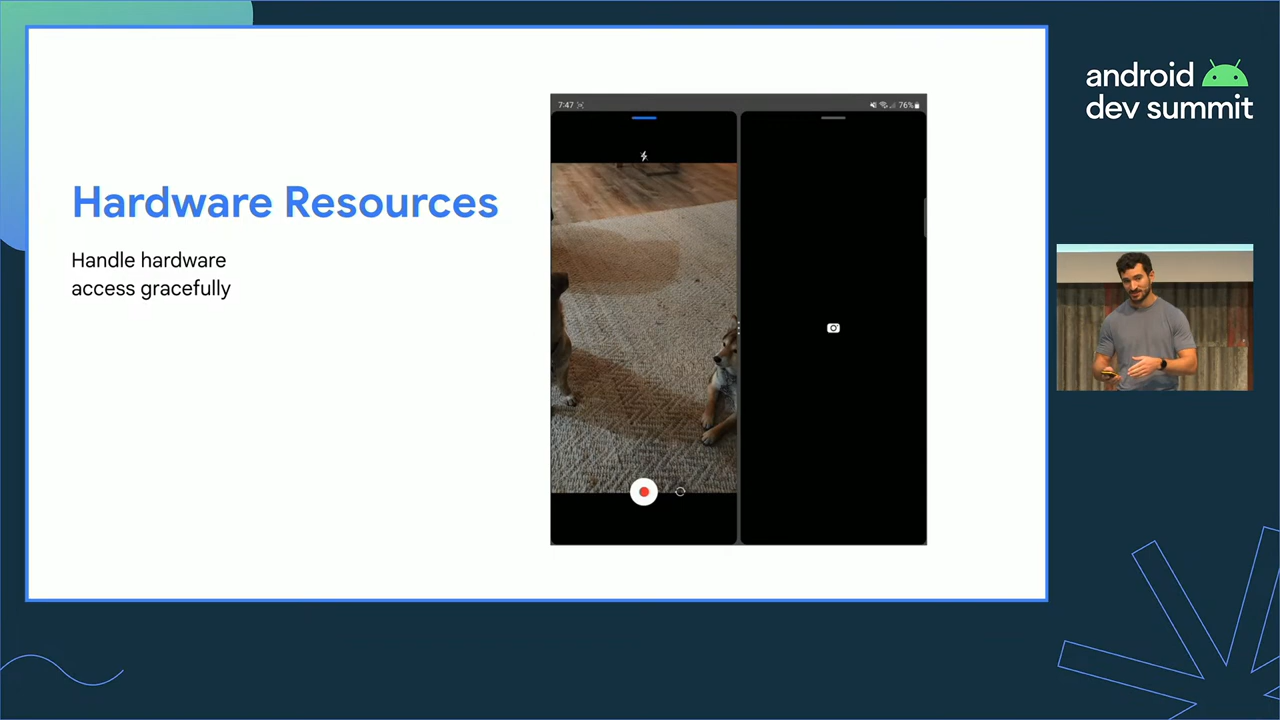 Hardware Resources
Handle hardware
access gracefully
7:47
76%
android
dev summit